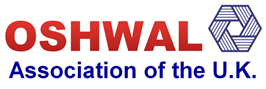 OSHWAL
Association of the U.K.